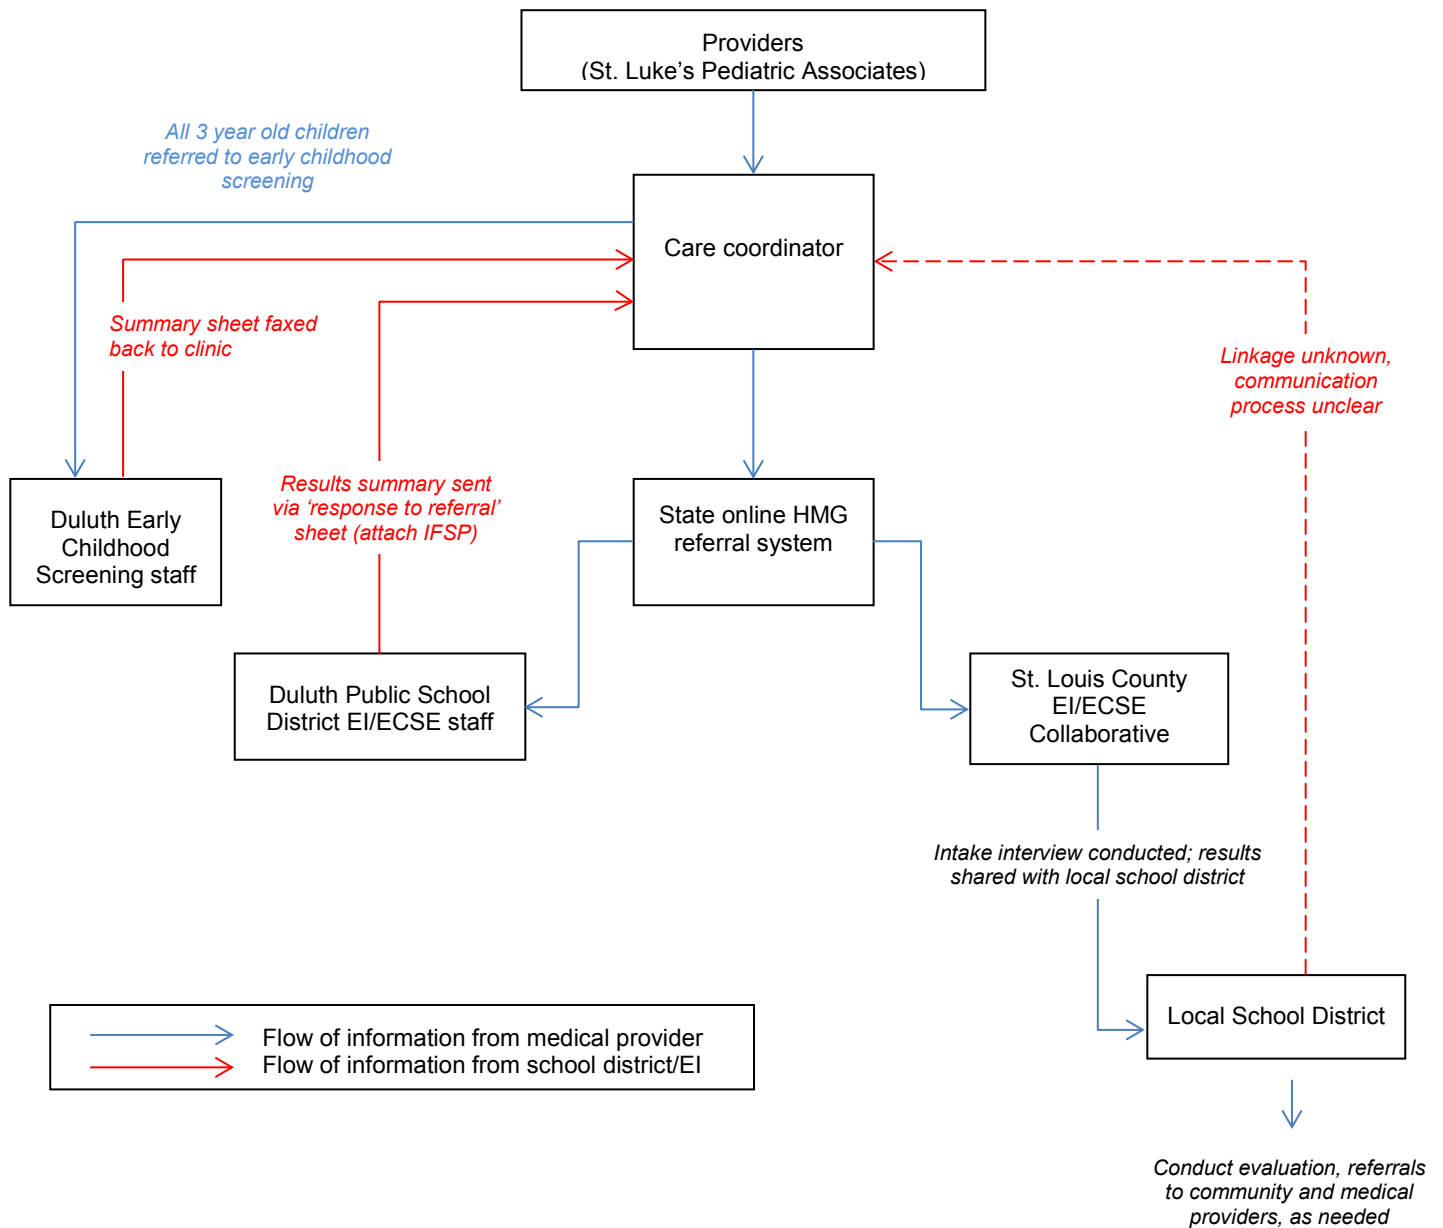 Providers
(St. Luke’s Pediatric Associates)
All 3 year old children
referred to early childhood
screening
Care coordinator
Summary sheet faxed
back to clinic
Linkage unknown,
communication
process unclear
Results summary sent
via ‘response to referral’
sheet (attach IFSP)
State online HMG
referral system
Duluth Early
Childhood
Screening staff
Duluth Public School
District EI/ECSE staff
St. Louis County
EI/ECSE
Collaborative
Intake interview conducted; results
shared with local school district
Local School District
Flow of information from medical provider
Flow of information from school district/EI
Conduct evaluation, referrals
to community and medical
providers, as needed